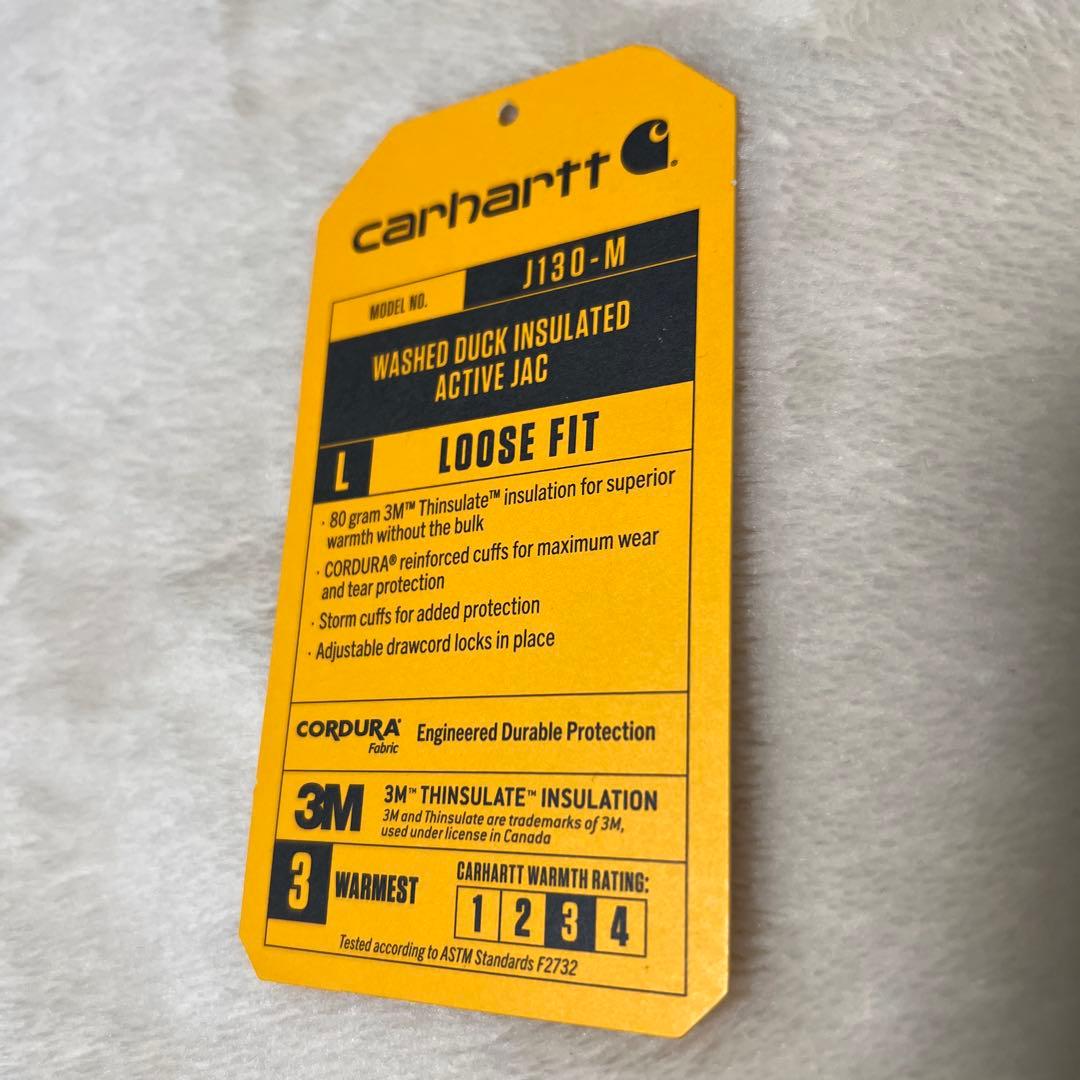 carhartt
MODEL NO. J130-M
WASHED DUCK INSULATED
ACTIVE JAC
L LOOSE FIT
· 80 gram 3M™ Thinsulate™ insulation for superior
warmth without the bulk
· CORDURA® reinforced cuffs for maximum wear
and tear protection
· Storm cuffs for added protection
· Adjustable drawcord locks in place
CORDURA® Engineered Durable Protection
Fabric
3M 3M™ THINSULATE™ INSULATION
3M and Thinsulate are trademarks of 3M,
used under license in Canada
3 WARMEST
CARHARTT WARMTH RATING:
1 2 3 4
Tested according to ASTM Standards F2732